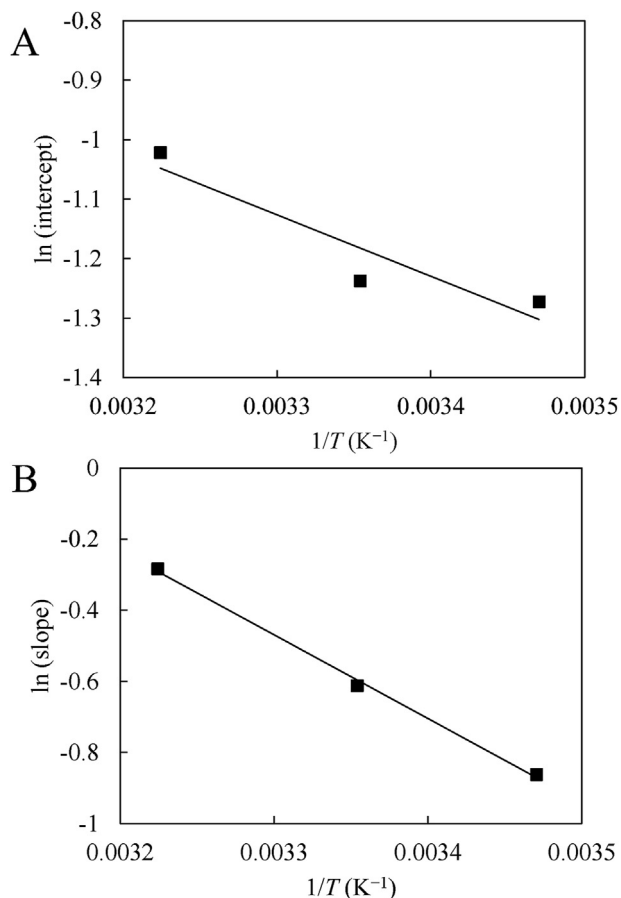 A
-0.8
-0.9
-1
-1.1
-1.2
-1.3
-1.4
ln (intercept)
0.0032 0.0033 0.0034 0.0035
1/T (K⁻¹)
B
0
-0.2
-0.4
-0.6
-0.8
-1
ln (slope)
0.0032 0.0033 0.0034 0.0035
1/T (K⁻¹)